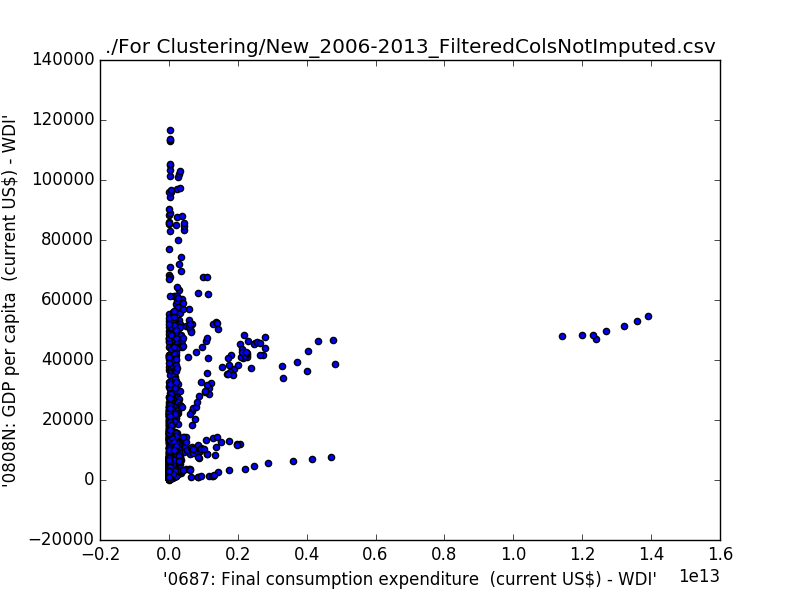 ./For Clustering/New_2006-2013_FilteredColsNotImputed.csv
140000
120000
100000
80000
60000
40000
20000
0
−20000
'0808N: GDP per capita  (current US$) - WDI'
−0.2 0.0 0.2 0.4 0.6 0.8 1.0 1.2 1.4 1.6
1e13
'0687: Final consumption expenditure  (current US$) - WDI'